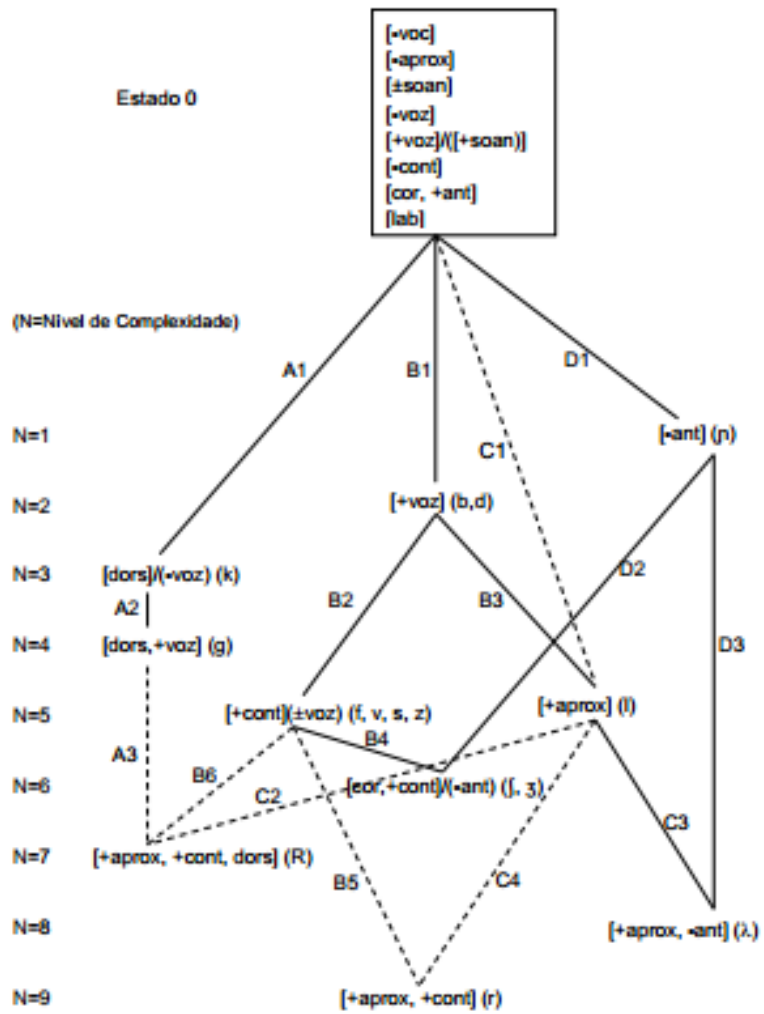 [-voc]
[-aprox]
Estado 0
[±soan]
[-voz]
[+voz]/([+soan)]
[-cont]
[cor, +ant]
[lab]
(N=Nivel de Complexidade)
A1
B1
D1
N=1
[-ant] (ɲ)
C1
N=2
[+voz] (b,d)
N=3
[dors]/(-voz) (k)
D2
A2
B2
B3
N=4
[dors,+voz] (g)
D3
N=5
[+cont](±voz) (f, v, s, z)
[+aprox] (l)
B4
A3
B6
N=6
[cor,+cont]/(-ant) (ʃ, ʒ)
C2
C3
N=7
[+aprox, +cont, dors] (R)
B5
C4
N=8
[+aprox, -ant] (λ)
N=9
[+aprox, +cont] (r)